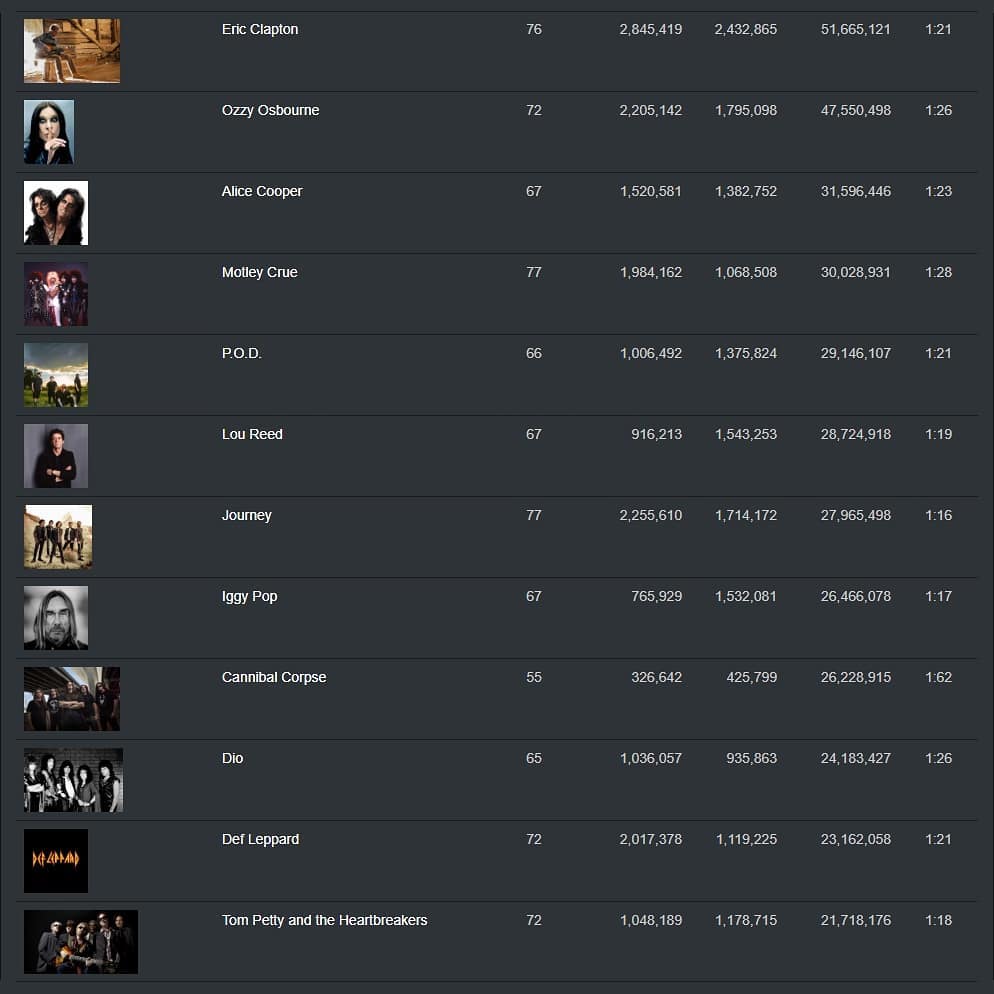 Eric Clapton 76 2,845,419 2,432,865 51,665,121 1:21
Ozzy Osbourne 72 2,205,142 1,795,098 47,550,498 1:26
Alice Cooper 67 1,520,581 1,382,752 31,596,446 1:23
Motley Crue 77 1,984,162 1,068,508 30,028,931 1:28
P.O.D. 66 1,006,492 1,375,824 29,146,107 1:21
Lou Reed 67 916,213 1,543,253 28,724,918 1:19
Journey 77 2,255,610 1,714,172 27,965,498 1:16
Iggy Pop 67 765,929 1,532,081 26,466,078 1:17
Cannibal Corpse 55 326,642 425,799 26,228,915 1:62
Dio 65 1,036,057 935,863 24,183,427 1:26
DEF LEPPARD
Def Leppard 72 2,017,378 1,119,225 23,162,058 1:21
Tom Petty and the Heartbreakers 72 1,048,189 1,178,715 21,718,176 1:18